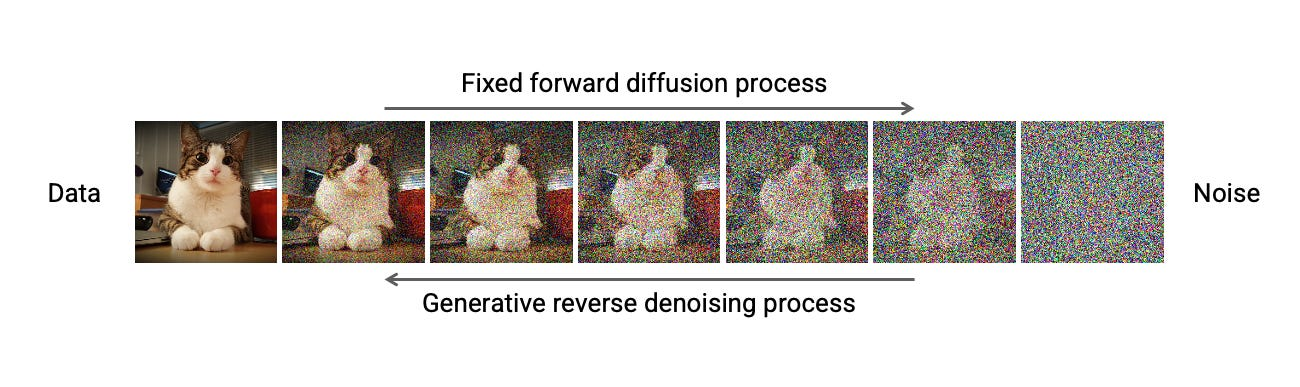 Fixed forward diffusion process
Data
Noise
Generative reverse denoising process